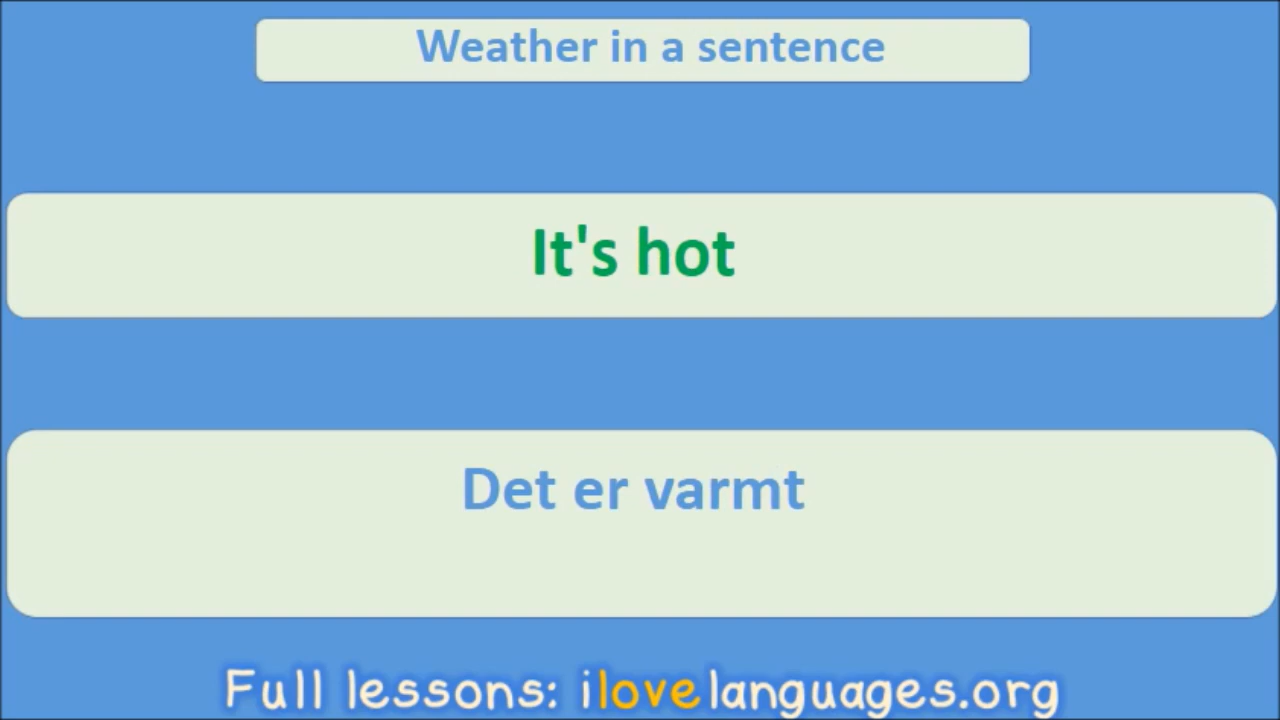 Weather in a sentence
It's hot
Det er varmt
Full lessons: ilovelanguages.org